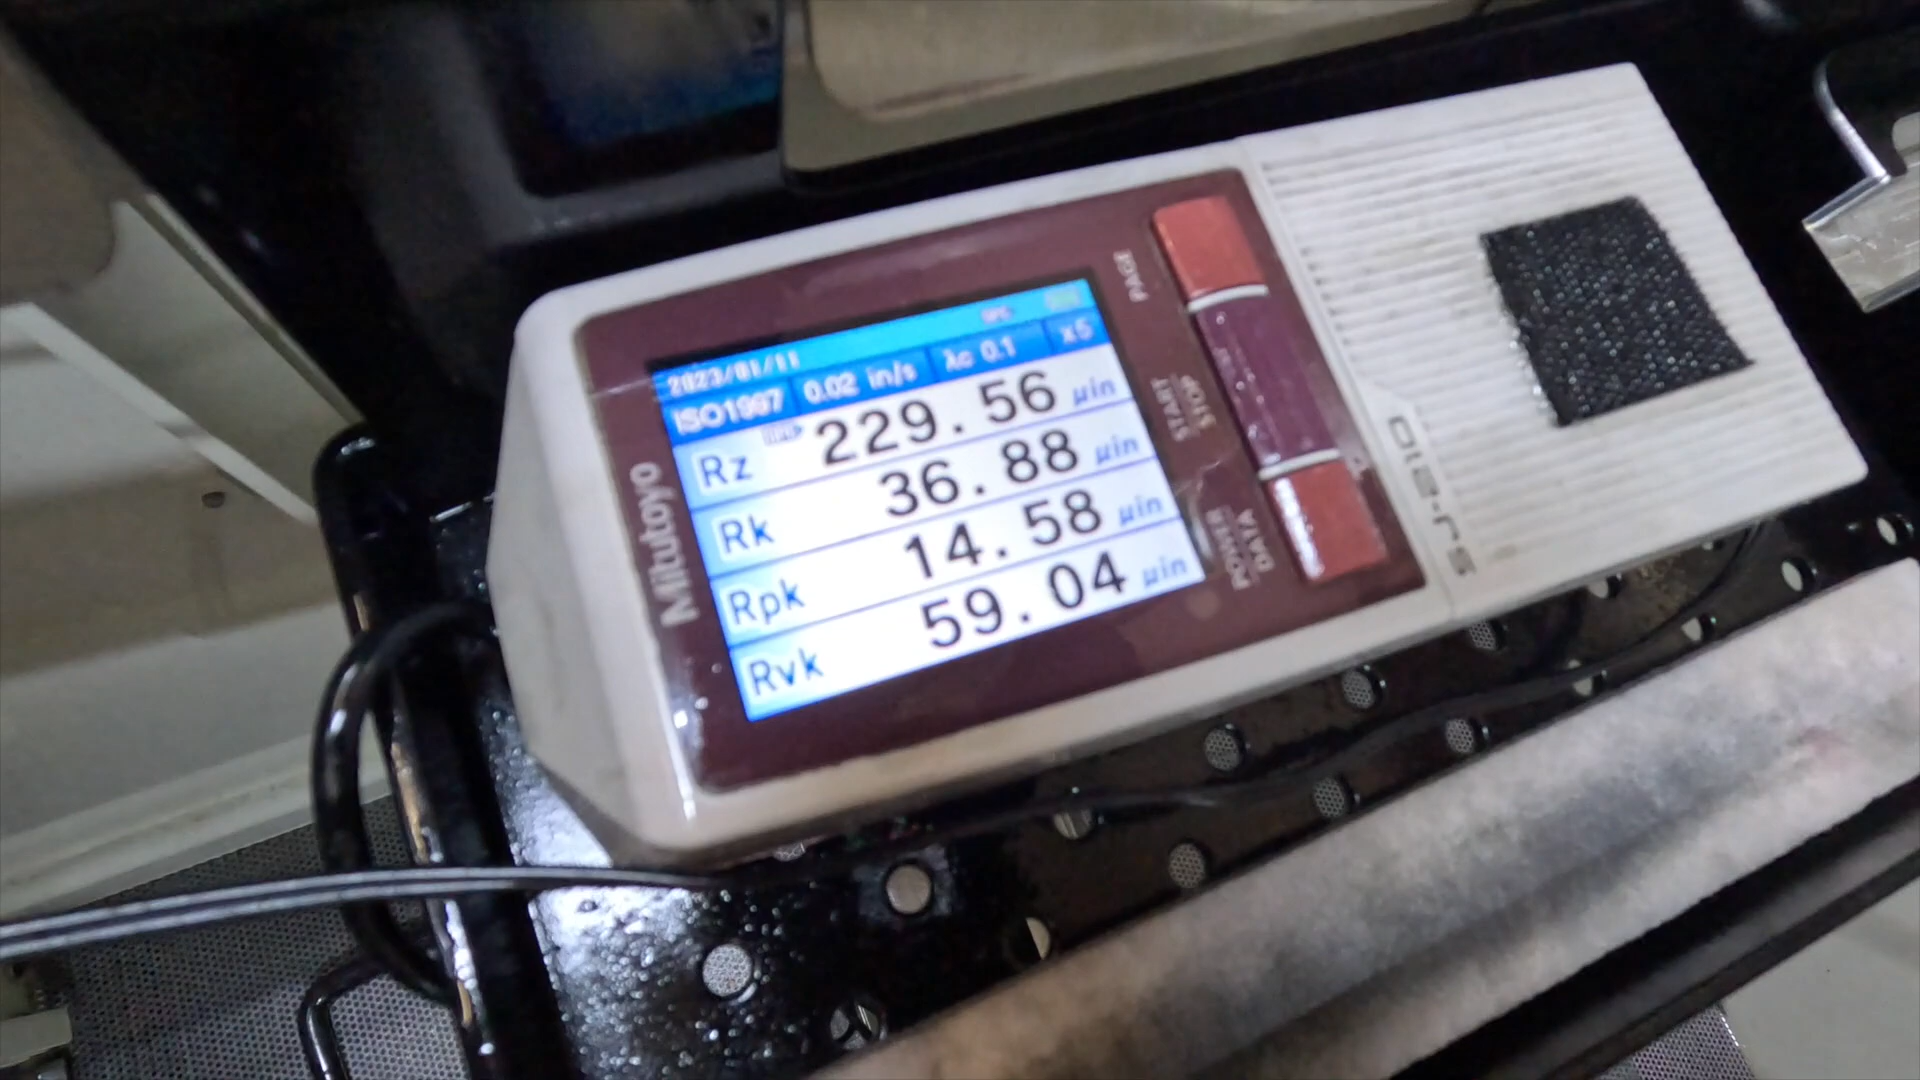 2023/01/11
ISO1997 0.02 in/s λc 0.1 x5
Rz 229.56 µin
Rk 36.88 µin
Rpk 14.58 µin
Rvk 59.04 µin
Mitutoyo
PAGE
START
STOP
POWER
DATA
SJ-210